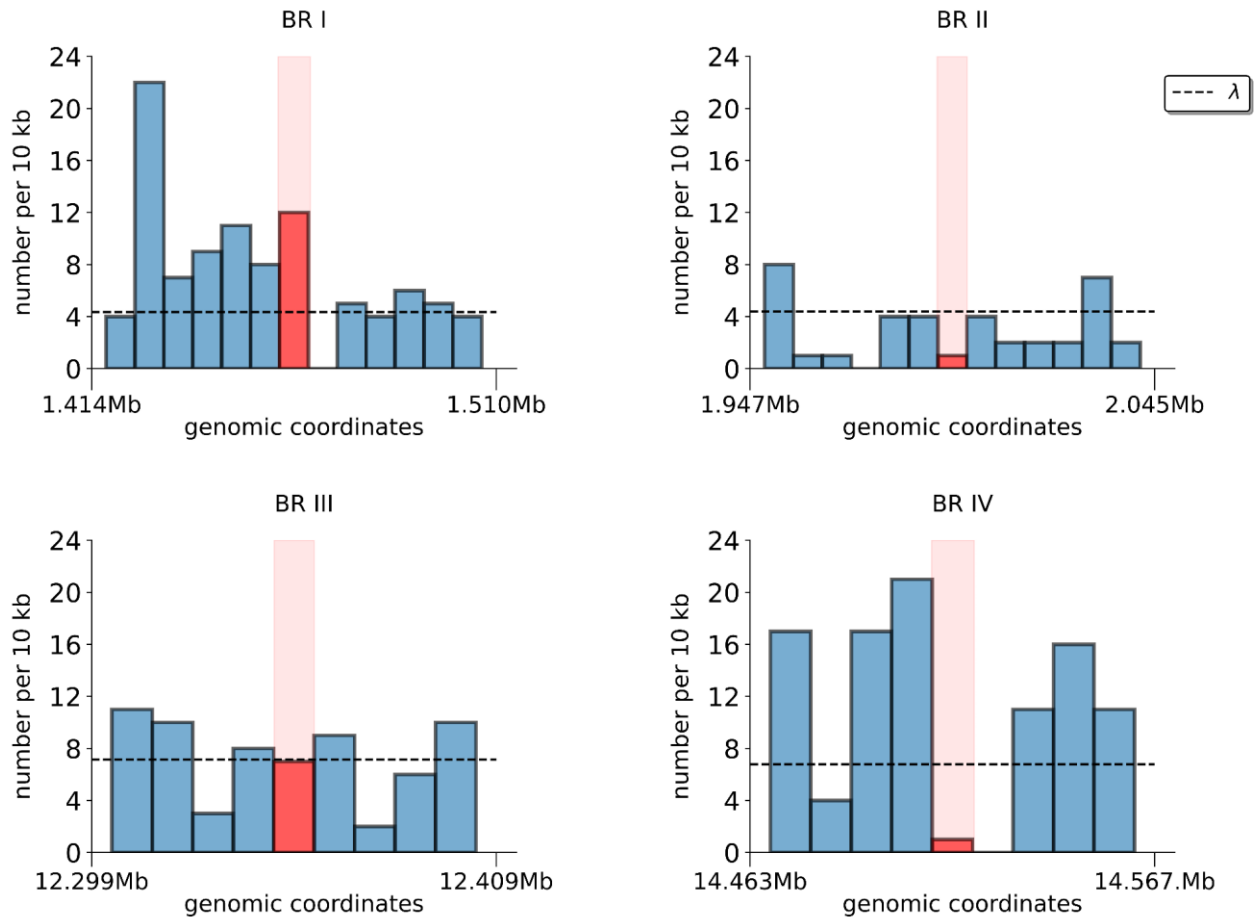 BR I
24
20
16
12
8
4
0
number per 10 kb
1.414Mb 1.510Mb
genomic coordinates
BR II
24
20
16
12
8
4
0
number per 10 kb
1.947Mb 2.045Mb
genomic coordinates
λ
BR III
24
20
16
12
8
4
0
number per 10 kb
12.299Mb 12.409Mb
genomic coordinates
BR IV
24
20
16
12
8
4
0
number per 10 kb
14.463Mb 14.567.Mb
genomic coordinates